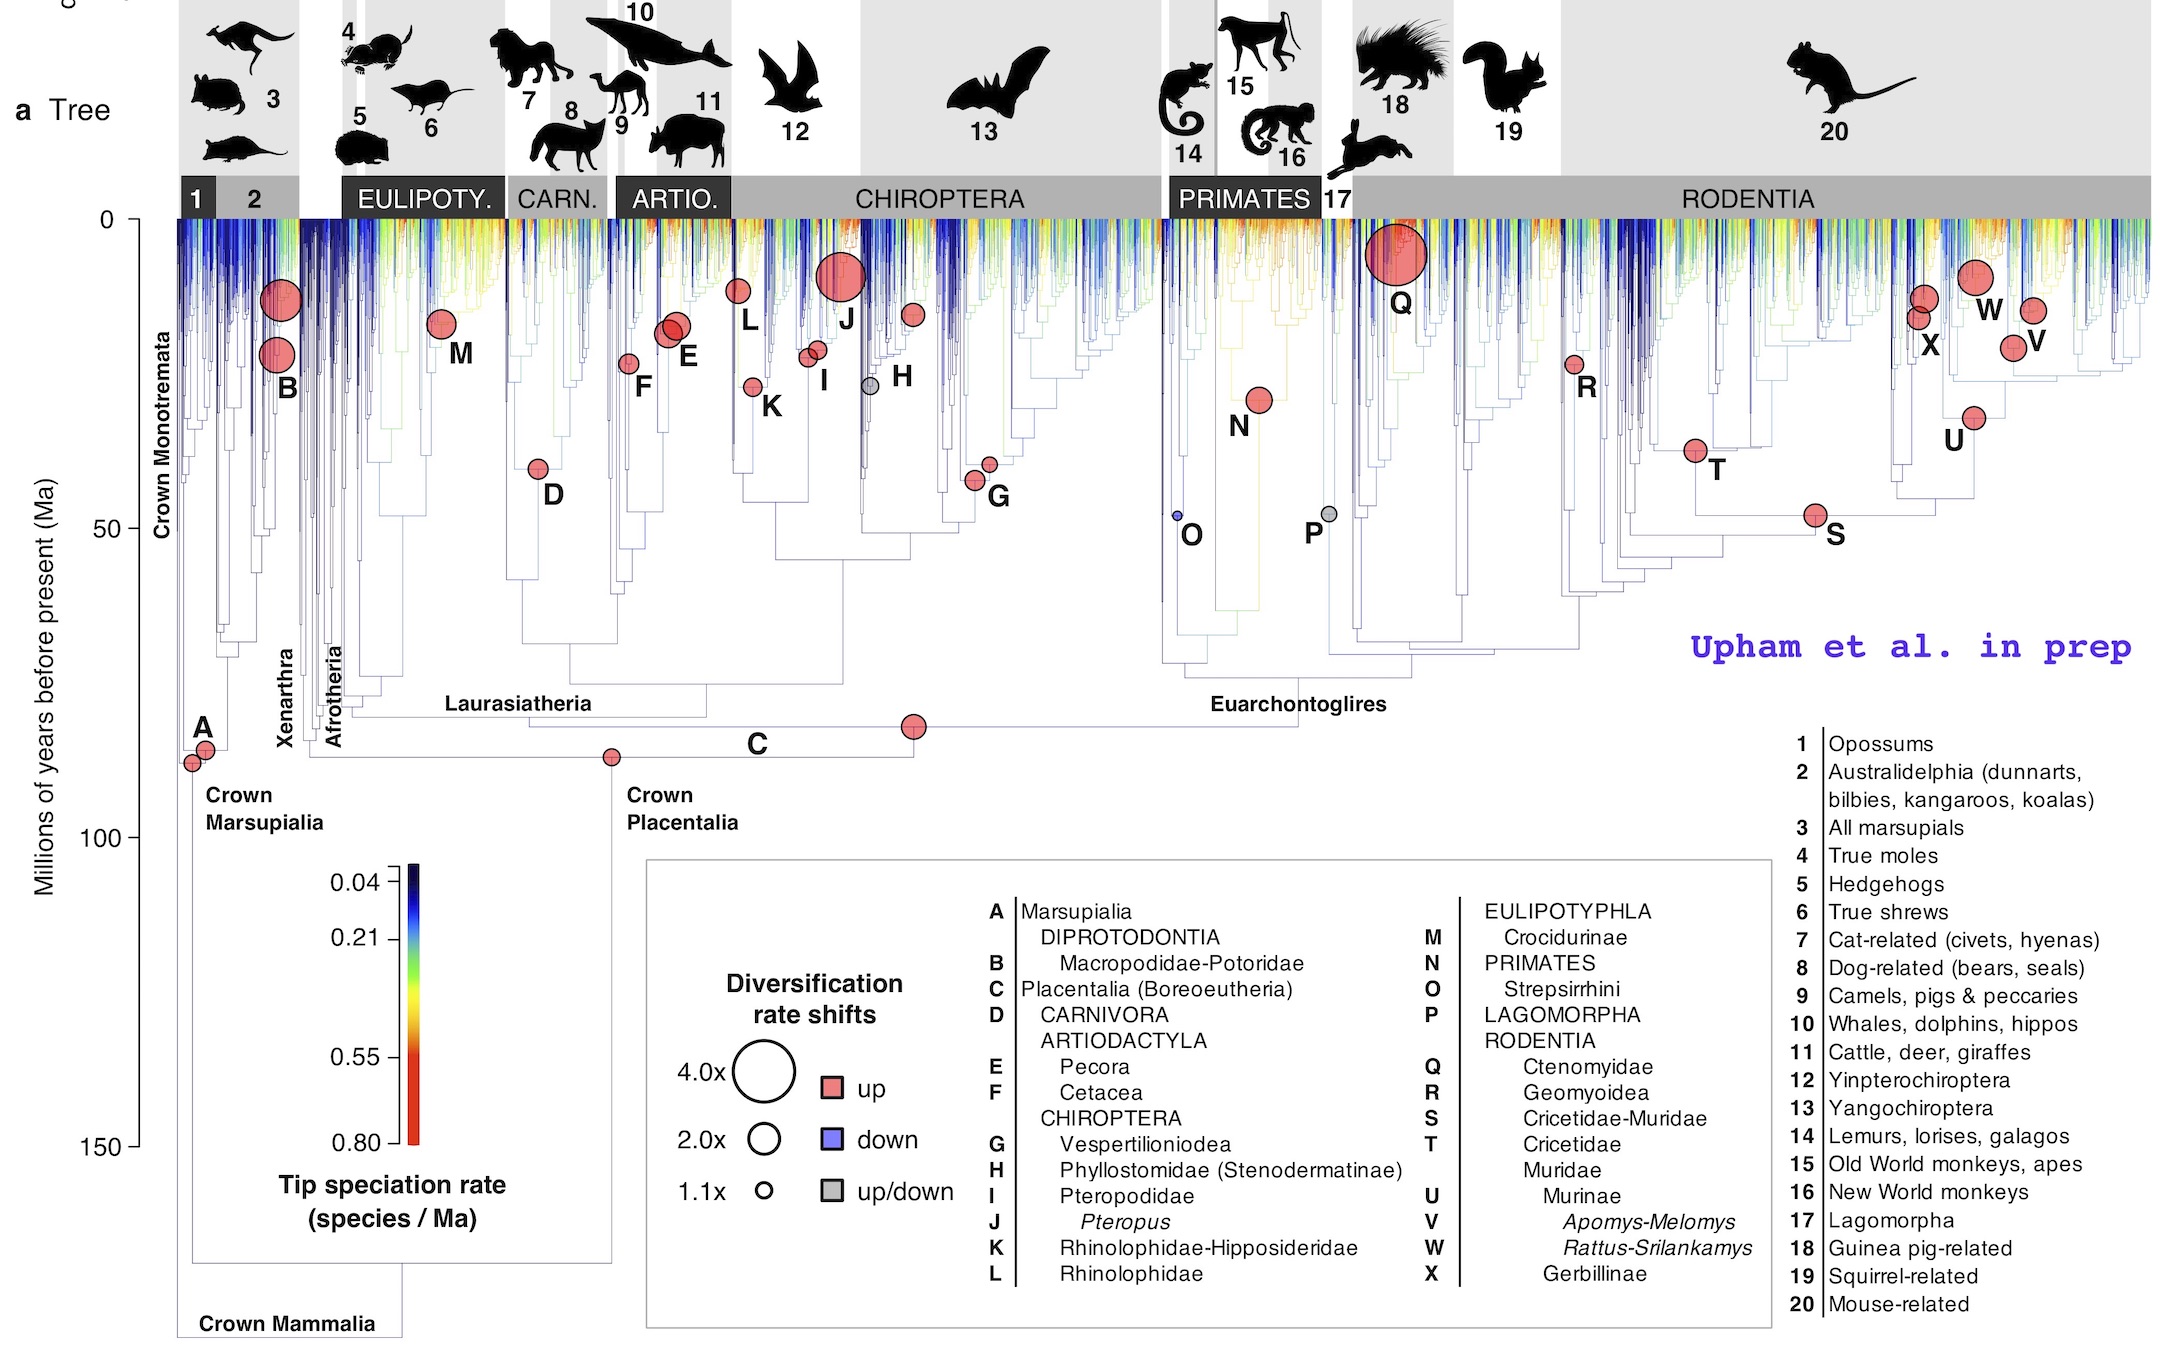 10
4
3
7
8
11
5
6
9
12
13
15
14
16
18
19
20
a Tree
1
2
EULIPOTY.
CARN.
ARTIO.
CHIROPTERA
PRIMATES
17
RODENTIA
0
50
100
150
Millions of years before present (Ma)
Crown Monotremata
B
M
D
F
E
L
K
J
I
H
G
O
N
P
Q
R
T
S
X
W
V
U
Upham et al. in prep
Xenarthra
Afrotheria
Laurasiatheria
Euarchontoglires
A
C
Crown
Marsupialia
Crown
Placentalia
0.04
0.21
0.55
0.80
Tip speciation rate
(species / Ma)
Crown Mammalia
Diversification
rate shifts
4.0x
2.0x
1.1x
up
down
up/down
A Marsupialia
DIPROTODONTIA
B Macropodidae-Potoridae
C Placentalia (Boreoeutheria)
D CARNIVORA
ARTIODACTYLA
E Pecora
F Cetacea
CHIROPTERA
G Vespertilioniodea
H Phyllostomidae (Stenodermatinae)
I Pteropodidae
J Pteropus
K Rhinolophidae-Hipposideridae
L Rhinolophidae
EULIPOTYPHLA
M Crocidurinae
N PRIMATES
O Strepsirrhini
P LAGOMORPHA
RODENTIA
Q Ctenomyidae
R Geomyoidea
S Cricetidae-Muridae
T Cricetidae
Muridae
U Murinae
V Apomys-Melomys
W Rattus-Srilankamys
X Gerbillinae
1 Opossums
2 Australidelphia (dunnarts,
bilbies, kangaroos, koalas)
3 All marsupials
4 True moles
5 Hedgehogs
6 True shrews
7 Cat-related (civets, hyenas)
8 Dog-related (bears, seals)
9 Camels, pigs & peccaries
10 Whales, dolphins, hippos
11 Cattle, deer, giraffes
12 Yinpterochiroptera
13 Yangochiroptera
14 Lemurs, lorises, galagos
15 Old World monkeys, apes
16 New World monkeys
17 Lagomorpha
18 Guinea pig-related
19 Squirrel-related
20 Mouse-related